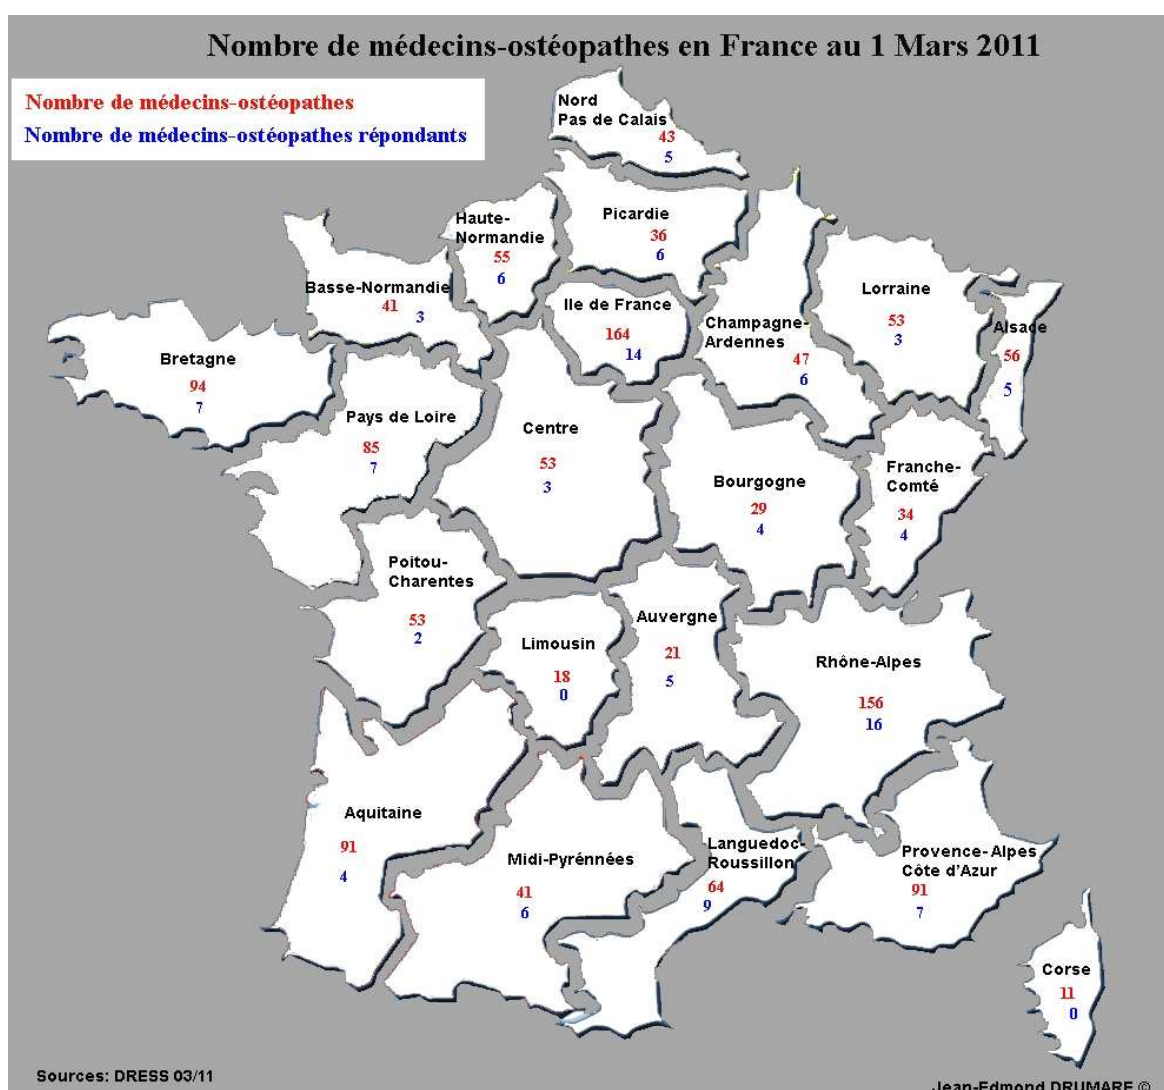 Nombre de médecins-ostéopathes en France au 1 Mars 2011
Nombre de médecins-ostéopathes
Nombre de médecins-ostéopathes répondants
Nord
Pas de Calais
43
5
Haute-
Normandie
55
6
Picardie
36
6
Basse-Normandie
41
3
Ile de France
164
14
Champagne-
Ardennes
47
6
Lorraine
53
3
Alsace
56
5
Bretagne
94
7
Pays de Loire
85
7
Centre
53
3
Bourgogne
29
4
Franche-
Comté
34
4
Poitou-
Charentes
53
2
Limousin
18
0
Auvergne
21
5
Rhône-Alpes
156
16
Aquitaine
91
4
Midi-Pyrénnées
41
6
Languedoc-
Roussillon
64
9
Provence-Alpes
Côte d'Azur
91
7
Corse
11
0
Sources: DRESS 03/11
Jean-Edmond DRUMARE ©